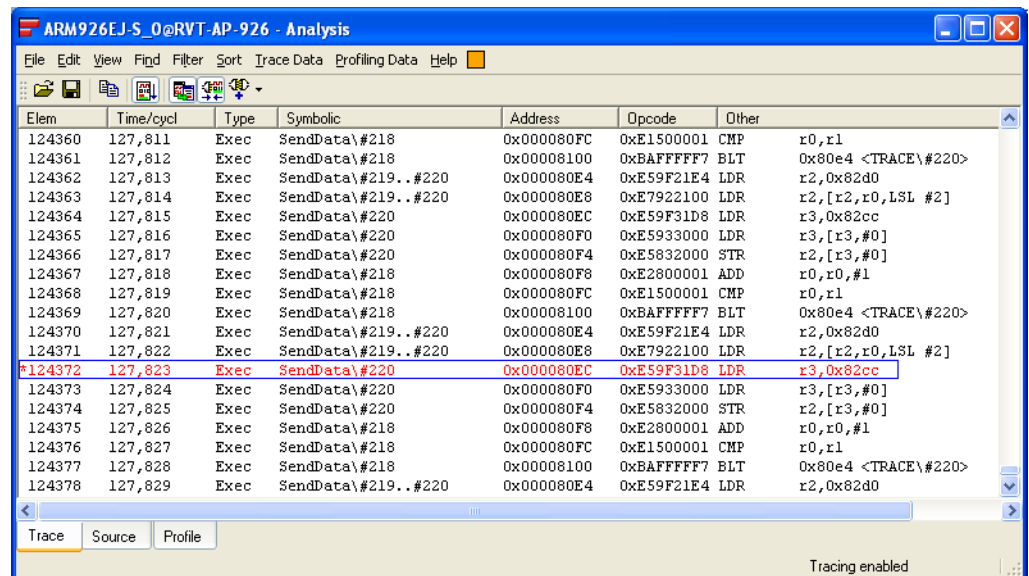 ARM926EJ-S_0@RVT-AP-926 - Analysis
File Edit View Find Filter Sort Trace Data Profiling Data Help
Elem Time/cycl Type Symbolic Address Opcode Other
124360 127,811 Exec SendData\#218 0x000080FC 0xE1500001 CMP r0,r1
124361 127,812 Exec SendData\#218 0x00008100 0xBAFFFFF7 BLT 0x80e4 <TRACE\#220>
124362 127,813 Exec SendData\#219..#220 0x000080E4 0xE59F21E4 LDR r2,0x82d0
124363 127,814 Exec SendData\#219..#220 0x000080E8 0xE7922100 LDR r2,[r2,r0,LSL #2]
124364 127,815 Exec SendData\#220 0x000080EC 0xE59F31D8 LDR r3,0x82cc
124365 127,816 Exec SendData\#220 0x000080F0 0xE5933000 LDR r3,[r3,#0]
124366 127,817 Exec SendData\#220 0x000080F4 0xE5832000 STR r2,[r3,#0]
124367 127,818 Exec SendData\#218 0x000080F8 0xE2800001 ADD r0,r0,#1
124368 127,819 Exec SendData\#218 0x000080FC 0xE1500001 CMP r0,r1
124369 127,820 Exec SendData\#218 0x00008100 0xBAFFFFF7 BLT 0x80e4 <TRACE\#220>
124370 127,821 Exec SendData\#219..#220 0x000080E4 0xE59F21E4 LDR r2,0x82d0
124371 127,822 Exec SendData\#219..#220 0x000080E8 0xE7922100 LDR r2,[r2,r0,LSL #2]
*124372 127,823 Exec SendData\#220 0x000080EC 0xE59F31D8 LDR r3,0x82cc
124373 127,824 Exec SendData\#220 0x000080F0 0xE5933000 LDR r3,[r3,#0]
124374 127,825 Exec SendData\#220 0x000080F4 0xE5832000 STR r2,[r3,#0]
124375 127,826 Exec SendData\#218 0x000080F8 0xE2800001 ADD r0,r0,#1
124376 127,827 Exec SendData\#218 0x000080FC 0xE1500001 CMP r0,r1
124377 127,828 Exec SendData\#218 0x00008100 0xBAFFFFF7 BLT 0x80e4 <TRACE\#220>
124378 127,829 Exec SendData\#219..#220 0x000080E4 0xE59F21E4 LDR r2,0x82d0
Trace Source Profile
Tracing enabled